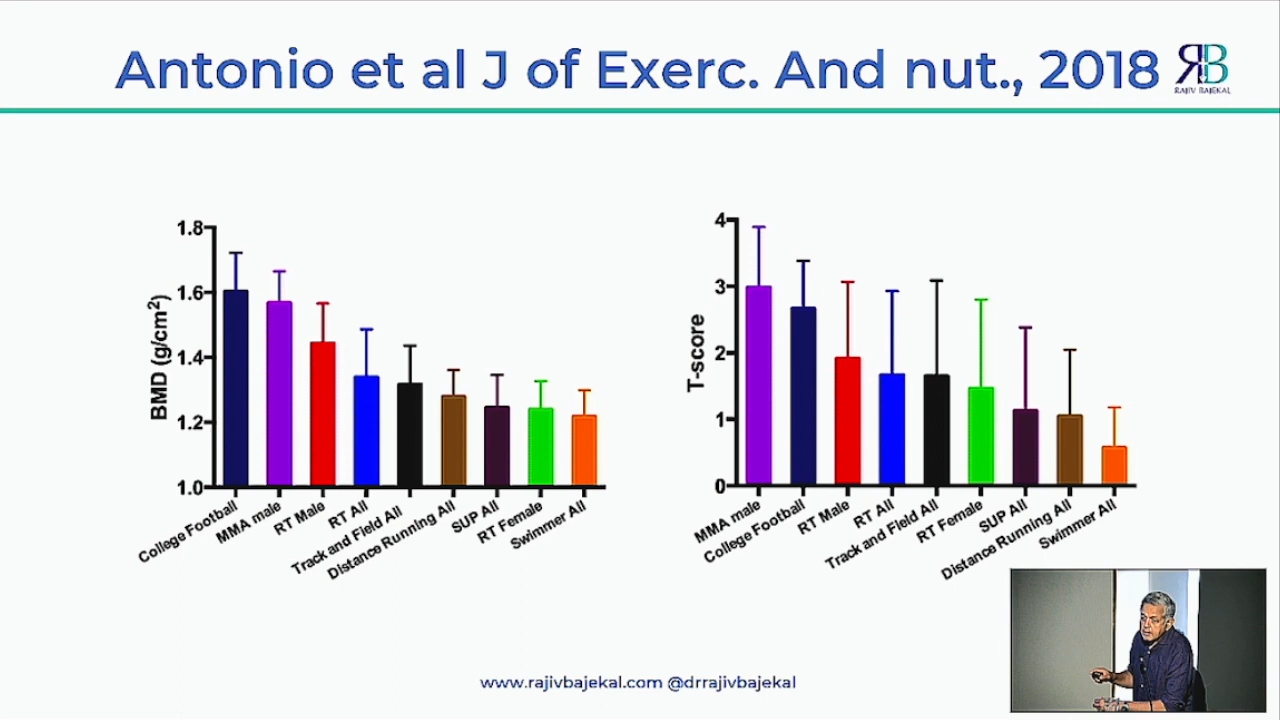 Antonio et al J of Exerc. And nut., 2018
RB
RAJIV BAJEKAL
BMD (g/cm²)
1.8
1.6
1.4
1.2
1.0
College Football
MMA male
RT Male
RT All
Track and Field All
Distance Running All
SUP All
RT Female
Swimmer All
T-score
4
3
2
1
0
MMA male
College Football
RT Male
RT All
Track and Field All
RT Female
SUP All
Distance Running All
Swimmer All
www.rajivbajekal.com @drrajivbajekal